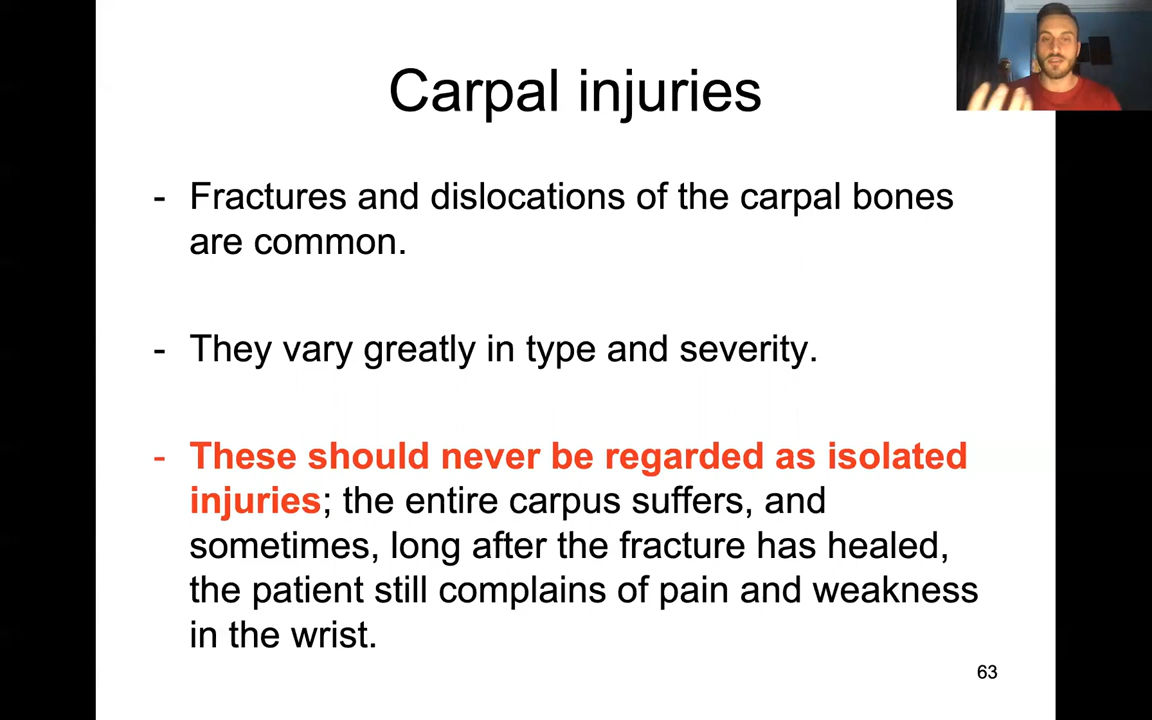 Carpal injuries
- Fractures and dislocations of the carpal bones
are common.
- They vary greatly in type and severity.
- These should never be regarded as isolated
injuries; the entire carpus suffers, and
sometimes, long after the fracture has healed,
the patient still complains of pain and weakness
in the wrist.
63